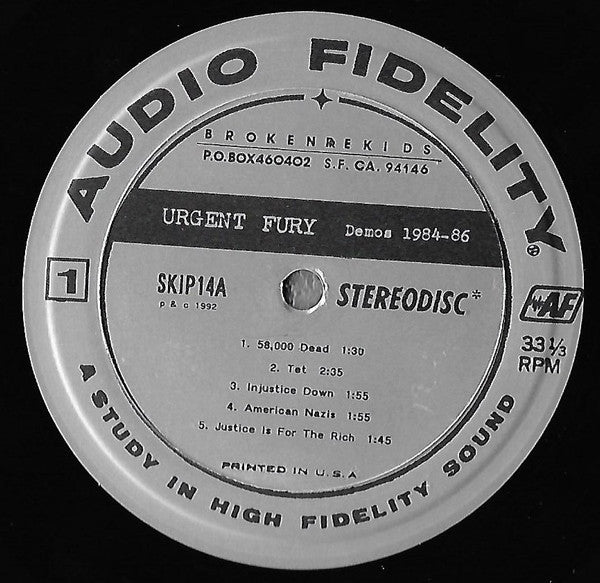 AUDIO FIDELITY®
BROKENREKIDS
P.O.BOX460402 S.F. CA. 94146
URGENT FURY Demos 1984-86
1
SKIP14A
p & c 1992
STEREODISC*
AF
33 1/3
RPM
1. 58,000 Dead 1:30
2. Tet 2:35
3. Injustice Down 1:55
4. American Nazis 1:55
5. Justice Is For The Rich 1:45
PRINTED IN U.S.A
A STUDY IN HIGH FIDELITY SOUND